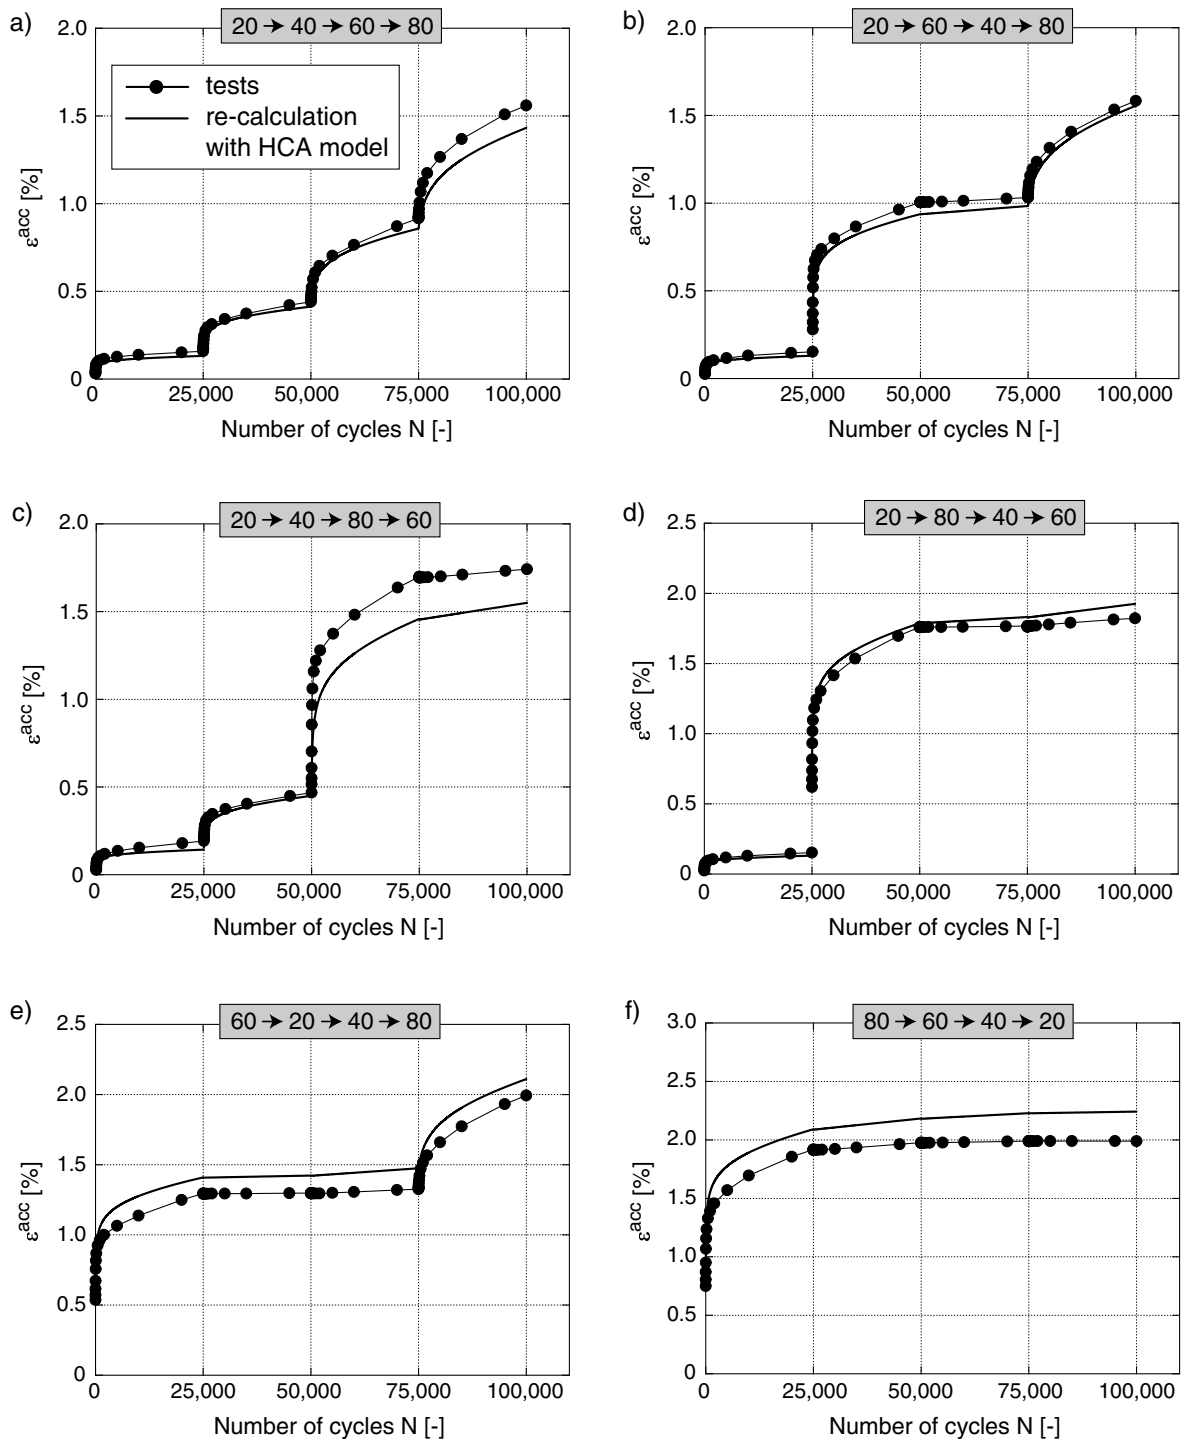 a)
20 → 40 → 60 → 80
2.0
1.5
1.0
0.5
0
εacc [%]
tests
re-calculation
with HCA model
0 25,000 50,000 75,000 100,000
Number of cycles N [-]
b)
20 → 60 → 40 → 80
2.0
1.5
1.0
0.5
0
εacc [%]
0 25,000 50,000 75,000 100,000
Number of cycles N [-]
c)
20 → 40 → 80 → 60
2.0
1.5
1.0
0.5
0
εacc [%]
0 25,000 50,000 75,000 100,000
Number of cycles N [-]
d)
20 → 80 → 40 → 60
2.5
2.0
1.5
1.0
0.5
0
εacc [%]
0 25,000 50,000 75,000 100,000
Number of cycles N [-]
e)
60 → 20 → 40 → 80
2.5
2.0
1.5
1.0
0.5
0
εacc [%]
0 25,000 50,000 75,000 100,000
Number of cycles N [-]
f)
80 → 60 → 40 → 20
3.0
2.5
2.0
1.5
1.0
0.5
0
εacc [%]
0 25,000 50,000 75,000 100,000
Number of cycles N [-]